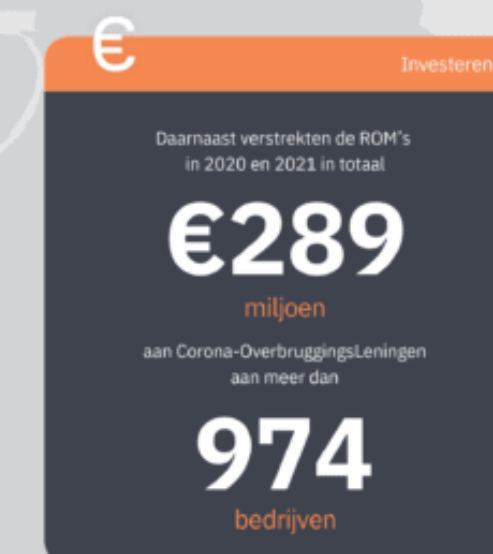 €
Investeren
Daarnaast verstrekten de ROM's
in 2020 en 2021 in totaal
€289
miljoen
aan Corona-OverbruggingsLeningen
aan meer dan
974
bedrijven